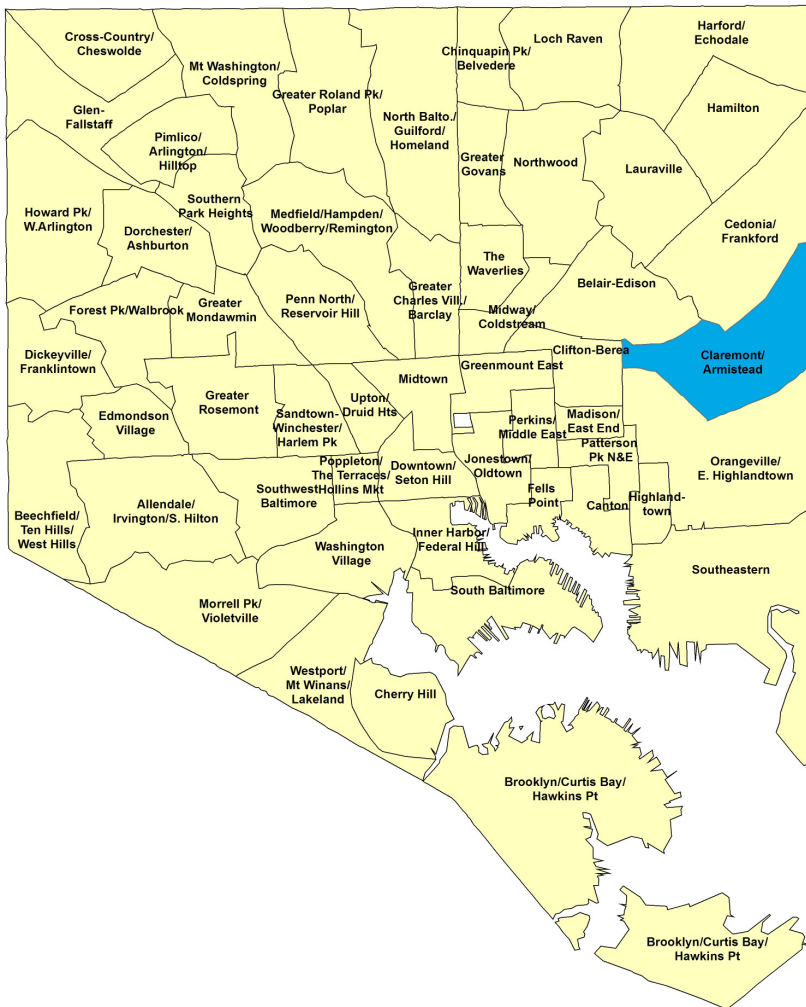 Cross-Country/
Cheswolde
Mt Washington/
Coldspring
Greater Roland Pk/
Poplar
North Balto./
Guilford/
Homeland
Chinquapin Pk/
Belvedere
Loch Raven
Harford/
Echodale
Glen-
Fallstaff
Pimlico/
Arlington/
Hilltop
Hamilton
Greater
Govans
Northwood
Lauraville
Howard Pk/
W.Arlington
Dorchester/
Ashburton
Southern
Park Heights
Medfield/Hampden/
Woodberry/Remington
Cedonia/
Frankford
The
Waverlies
Belair-Edison
Forest Pk/Walbrook
Greater
Mondawmin
Penn North/
Reservoir Hill
Greater
Charles Vill./
Barclay
Midway/
Coldstream
Dickeyville/
Franklintown
Midtown
Greenmount East
Clifton-Berea
Claremont/
Armistead
Edmondson
Village
Greater
Rosemont
Sandtown-
Winchester/
Harlem Pk
Upton/
Druid Hts
Perkins/
Middle East
Madison/
East End
Patterson
Pk N&E
Beechfield/
Ten Hills/
West Hills
Allendale/
Irvington/S. Hilton
Southwest
Baltimore
Poppleton/
The Terraces/
Hollins Mkt
Downtown/
Seton Hill
Jonestown/
Oldtown
Fells
Point
Canton
Highland-
town
Orangeville/
E. Highlandtown
Washington
Village
Inner Harbor/
Federal Hill
Southeastern
Morrell Pk/
Violetville
South Baltimore
Westport/
Mt Winans/
Lakeland
Cherry Hill
Brooklyn/Curtis Bay/
Hawkins Pt
Brooklyn/Curtis Bay/
Hawkins Pt